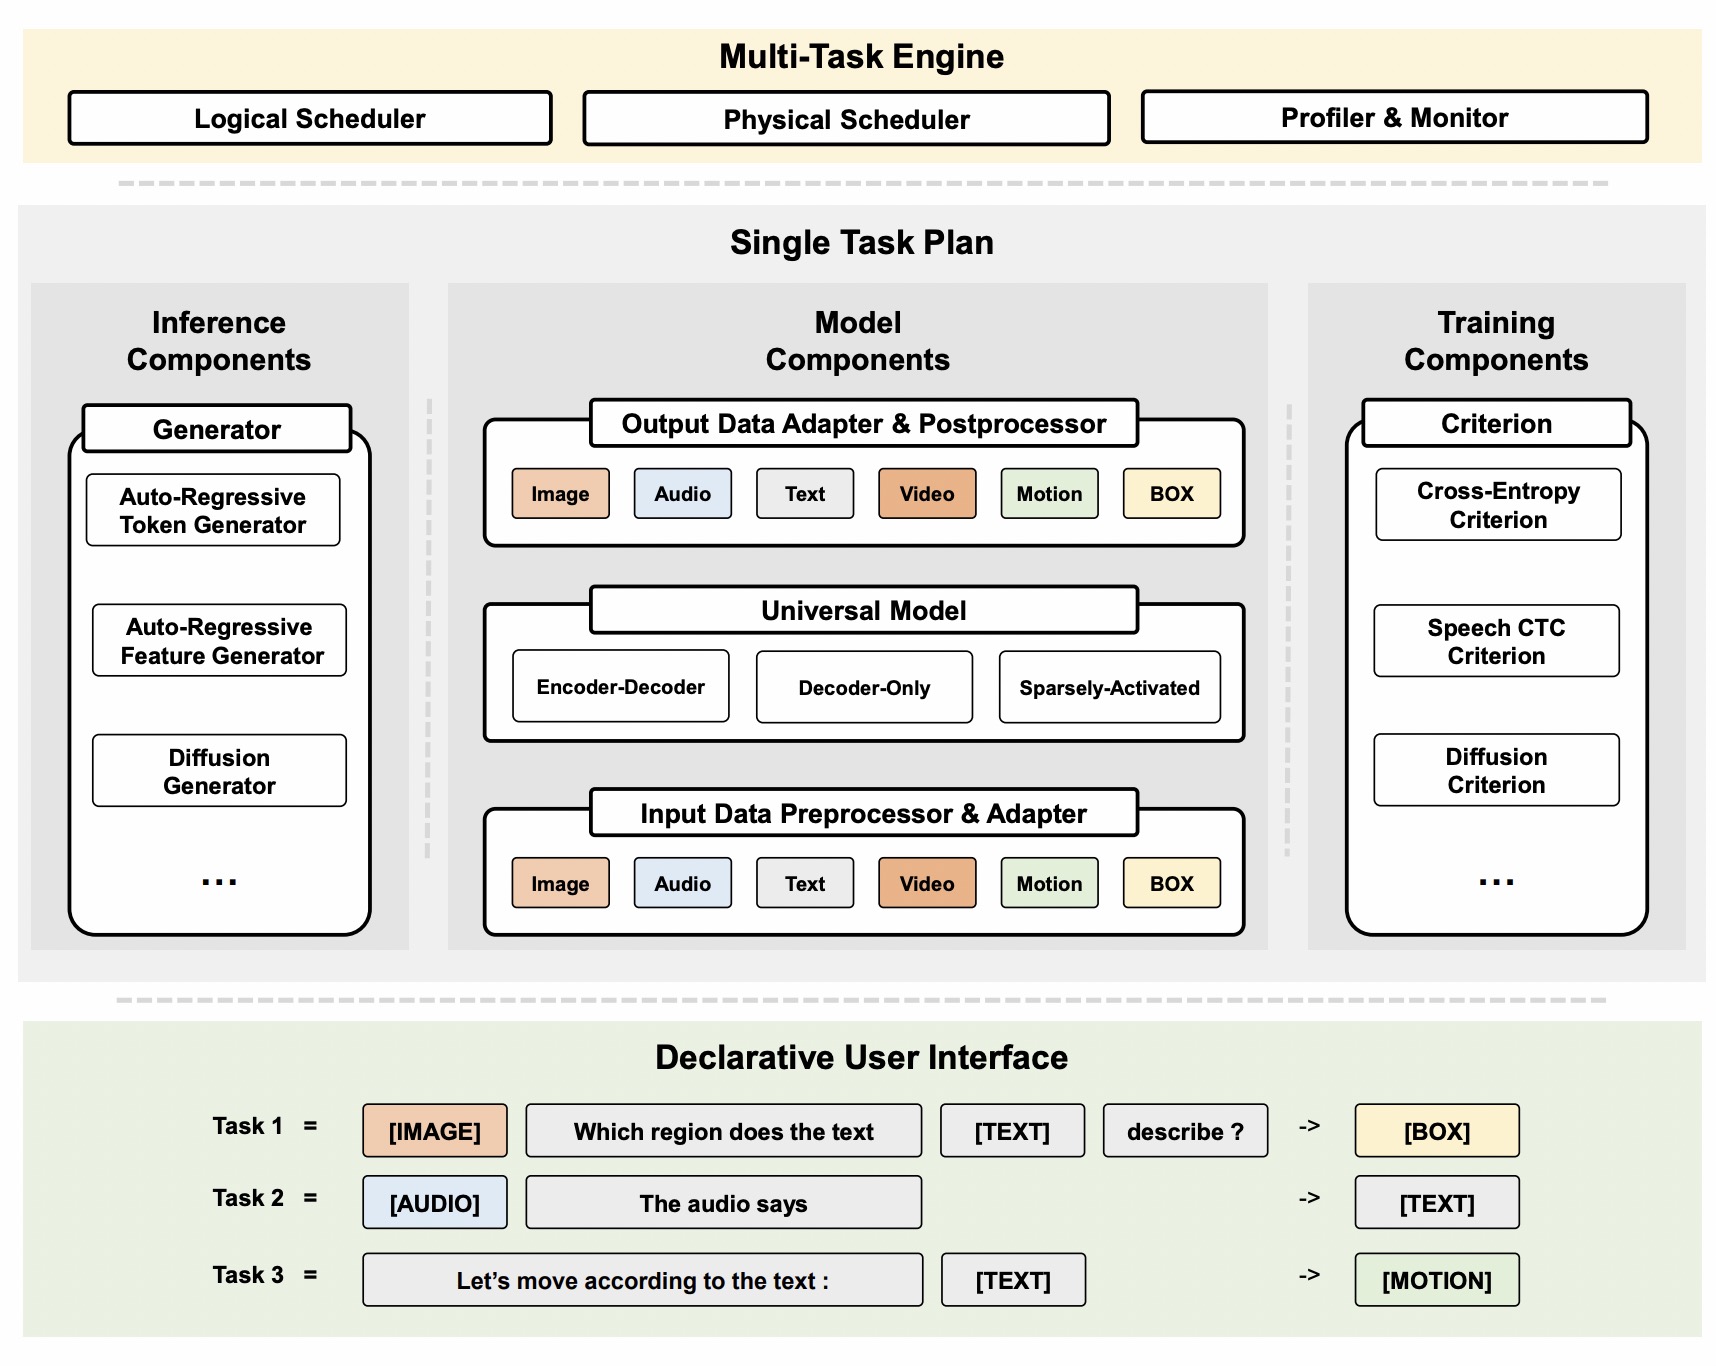 Multi-Task Engine
Logical Scheduler
Physical Scheduler
Profiler & Monitor
Single Task Plan
Inference
Components
Generator
Auto-Regressive
Token Generator
Auto-Regressive
Feature Generator
Diffusion
Generator
...
Model
Components
Output Data Adapter & Postprocessor
Image Audio Text Video Motion BOX
Universal Model
Encoder-Decoder Decoder-Only Sparsely-Activated
Input Data Preprocessor & Adapter
Image Audio Text Video Motion BOX
Training
Components
Criterion
Cross-Entropy
Criterion
Speech CTC
Criterion
Diffusion
Criterion
...
Declarative User Interface
Task 1 = [IMAGE] Which region does the text [TEXT] describe ? -> [BOX]
Task 2 = [AUDIO] The audio says -> [TEXT]
Task 3 = Let’s move according to the text : [TEXT] -> [MOTION]